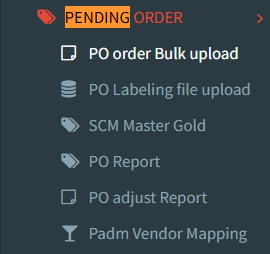 PENDING ORDER
PO order Bulk upload
PO Labeling file upload
SCM Master Gold
PO Report
PO adjust Report
Padm Vendor Mapping